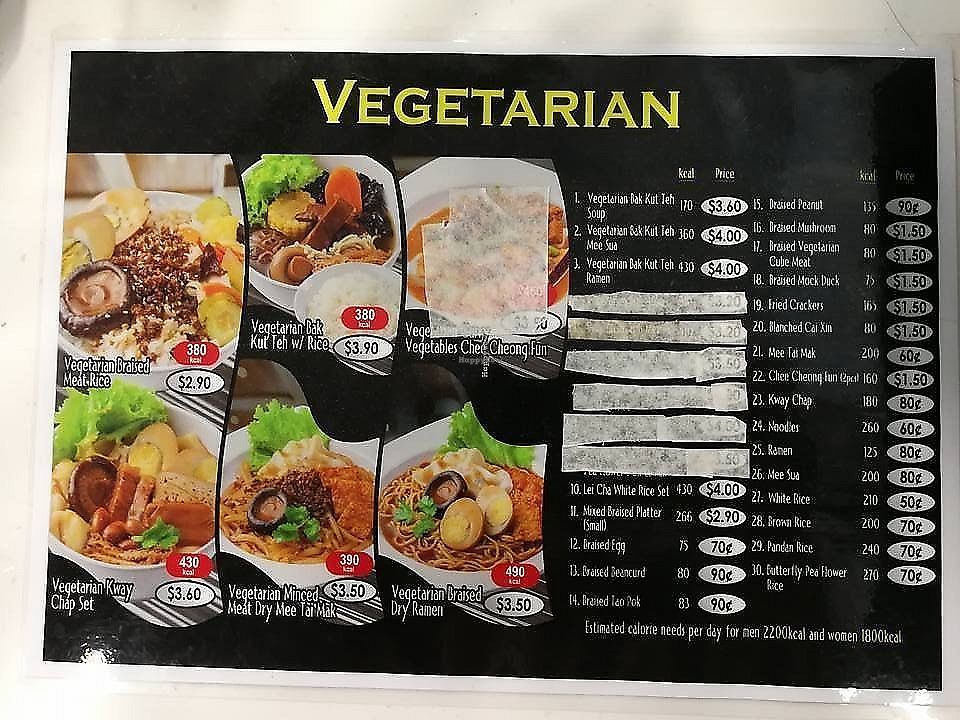 VEGETARIAN
Vegetarian Braised
Meat Rice
380
kcal
$2.90
Vegetarian Bak
Kut Teh w/ Rice
380
kcal
$3.90
Vegetables Chee Cheong Fun
Vegetarian Kway
Chap Set
430
kcal
$3.60
Vegetarian Minced
Meat Dry Mee Tai Mak
390
kcal
$3.50
Vegetarian Braised
Dry Ramen
490
kcal
$3.50
kcal Price
1. Vegetarian Bak Kut Teh 170 $3.60
Soup
2. Vegetarian Bak Kut Teh 360 $4.00
Mee Sua
3. Vegetarian Bak Kut Teh 430 $4.00
Ramen
10. Lei Cha White Rice Set 430 $4.00
11. Mixed Braised Platter 266 $2.90
(Small)
12. Braised Egg 75 70¢
13. Braised Beancurd 80 90¢
14. Braised Tao Pok 83 90¢
kcal Price
15. Braised Peanut 135 90¢
16. Braised Mushroom 80 $1.50
17. Braised Vegetarian 80 $1.50
Cube Meat
18. Braised Mock Duck 75 $1.50
19. Fried Crackers 165 $1.50
20. Blanched Cai Xin 80 $1.50
21. Mee Tai Mak 200 60¢
22. Chee Cheong Fun (2pcs) 160 $1.50
23. Kway Chap 180 80¢
24. Noodles 260 60¢
25. Ramen 125 80¢
26. Mee Sua 200 80¢
27. White Rice 210 50¢
28. Brown Rice 200 70¢
29. Pandan Rice 240 70¢
30. Butterfly Pea Flower 270 70¢
Rice
Estimated calorie needs per day for men 2200kcal and women 1800kcal